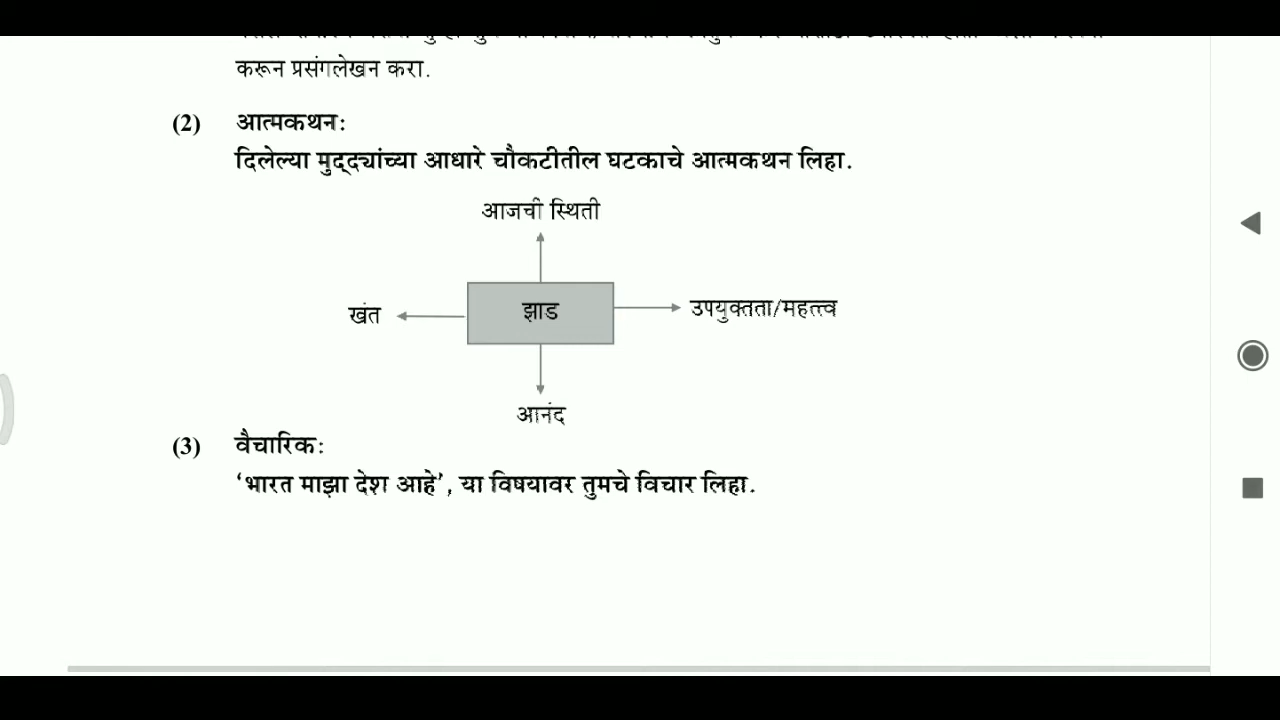 करून प्रसंगलेखन करा.
(2) आत्मकथन:
दिलेल्या मुद्द्यांच्या आधारे चौकटीतील घटकाचे आत्मकथन लिहा.
आजची स्थिती
खंत झाड उपयुक्तता/महत्त्व
आनंद
(3) वैचारिक:
‘भारत माझा देश आहे’, या विषयावर तुमचे विचार लिहा.